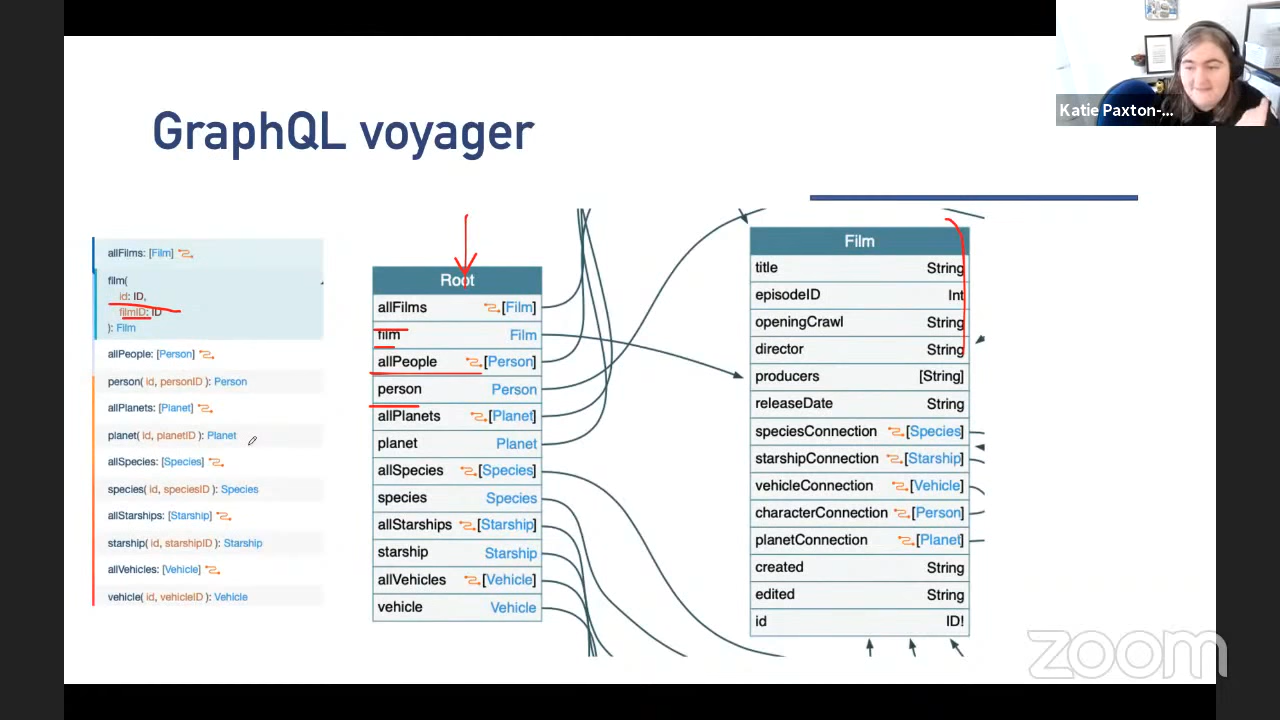 GraphQL voyager
Katie Paxton-...
allFilms: [Film]
film(
id: ID,
filmID: ID
): Film
allPeople: [Person]
person( id, personID ): Person
allPlanets: [Planet]
planet( id, planetID ): Planet
allSpecies: [Species]
species( id, speciesID ): Species
allStarships: [Starship]
starship( id, starshipID ): Starship
allVehicles: [Vehicle]
vehicle( id, vehicleID ): Vehicle
Root
allFilms [Film]
film Film
allPeople [Person]
person Person
allPlanets [Planet]
planet Planet
allSpecies [Species]
species Species
allStarships [Starship]
starship Starship
allVehicles [Vehicle]
vehicle Vehicle
Film
title String
episodeID Int
openingCrawl String
director String
producers [String]
releaseDate String
speciesConnection [Species]
starshipConnection [Starship]
vehicleConnection [Vehicle]
characterConnection [Person]
planetConnection [Planet]
created String
edited String
id ID!
zoom